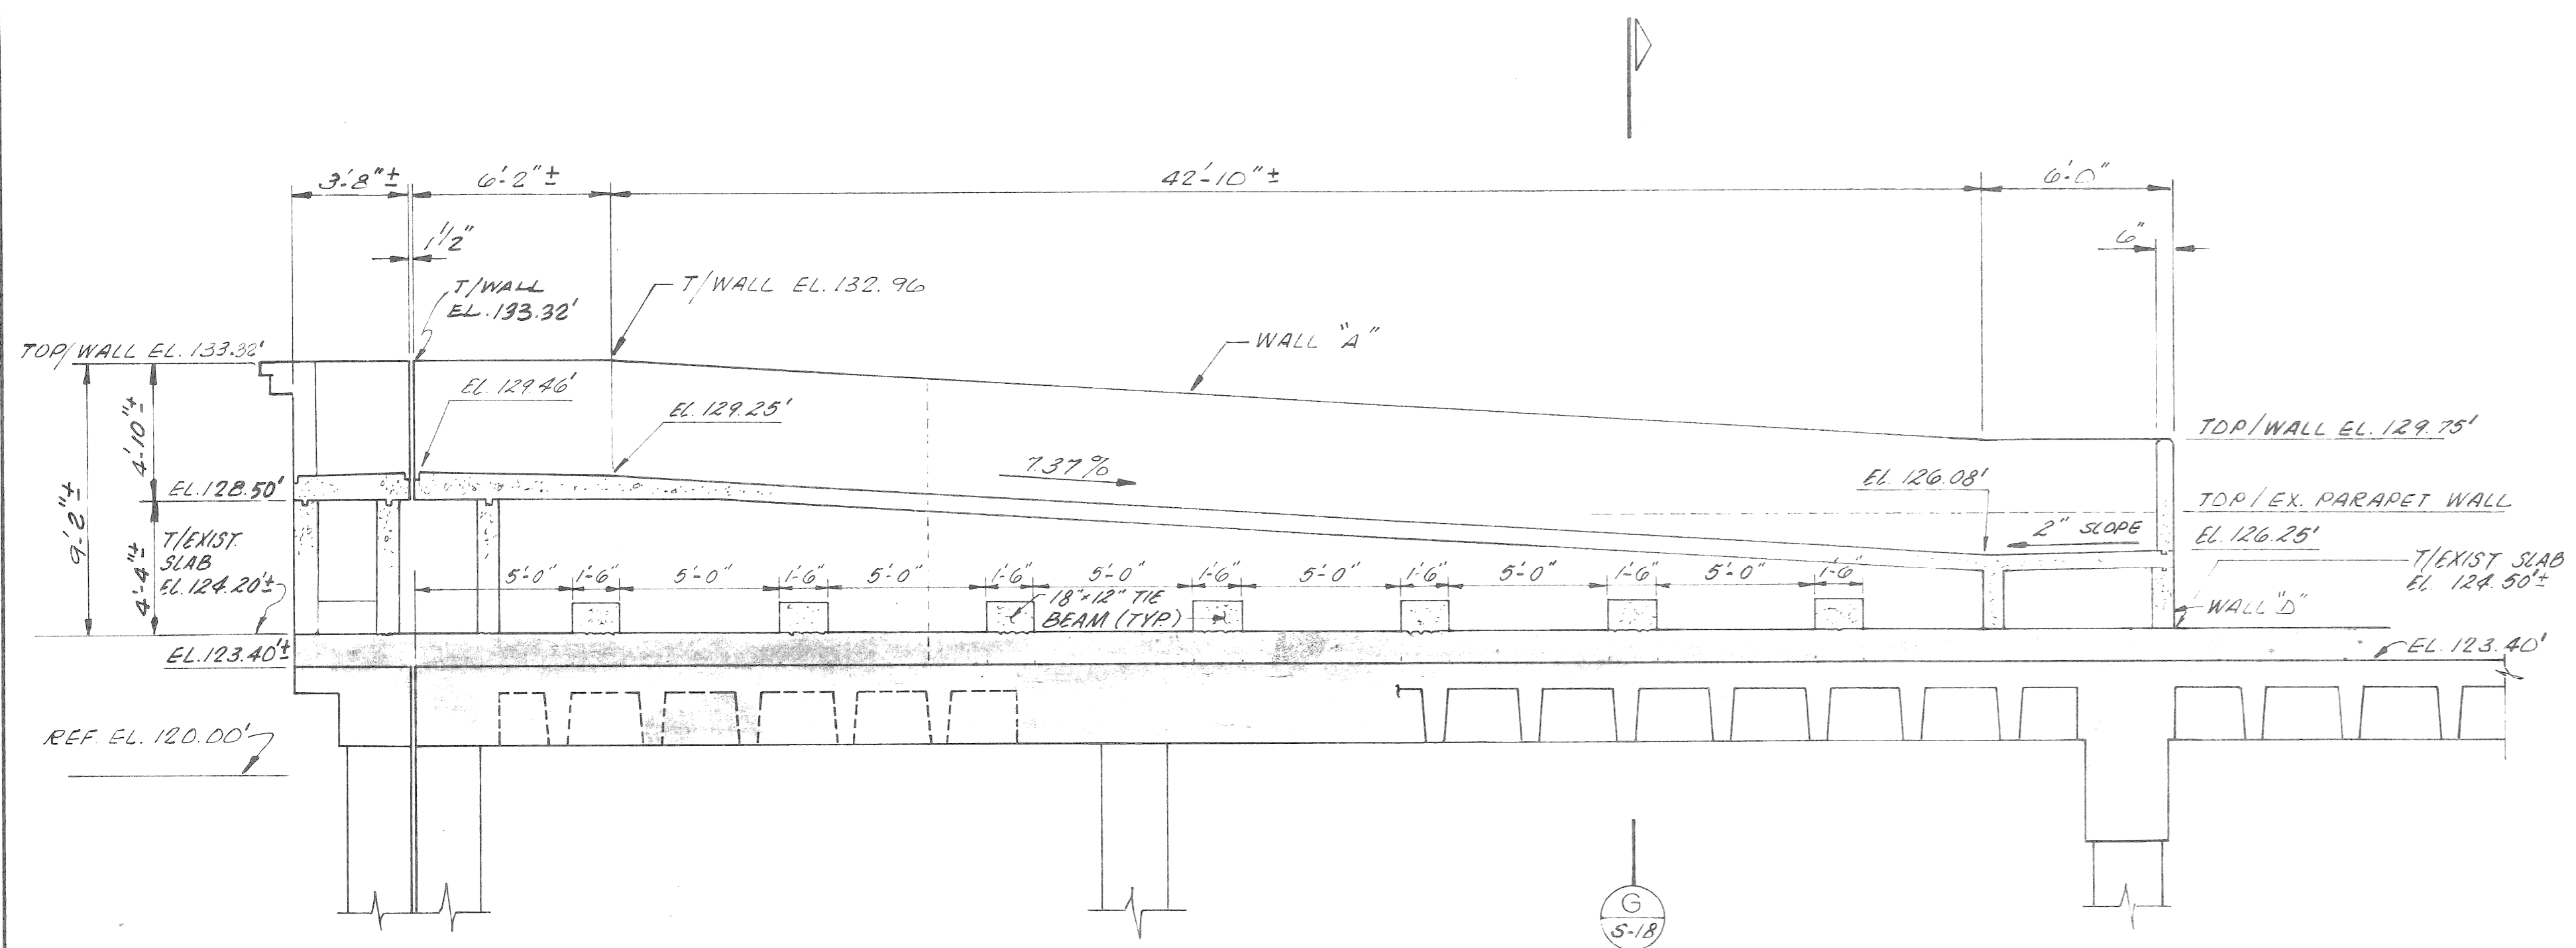 3'-8"±
6'-2"±
42'-10"±
6'-0"
1 1/2"
6"
T/WALL
EL.133.32'
T/WALL EL.132.96
WALL "A"
TOP/WALL EL.133.32'
EL.129.46'
EL.129.25'
7.37%
TOP/WALL EL.129.75'
4'-10"±
9'-2"±
4'-4"±
EL.128.50'
EL.126.08'
TOP/EX. PARAPET WALL
EL.126.25'
2" SLOPE
T/EXIST.
SLAB
EL.124.20'±
T/EXIST SLAB
EL. 124.50'±
5'-0" 1'-6" 5'-0" 1'-6" 5'-0" 1'-6" 5'-0" 1'-6" 5'-0" 1'-6" 5'-0" 1'-6" 5'-0" 1'-6"
18"×12" TIE
BEAM (TYP)
WALL "D"
EL.123.40'±
EL.123.40'
REF. EL. 120.00'
G
S-18